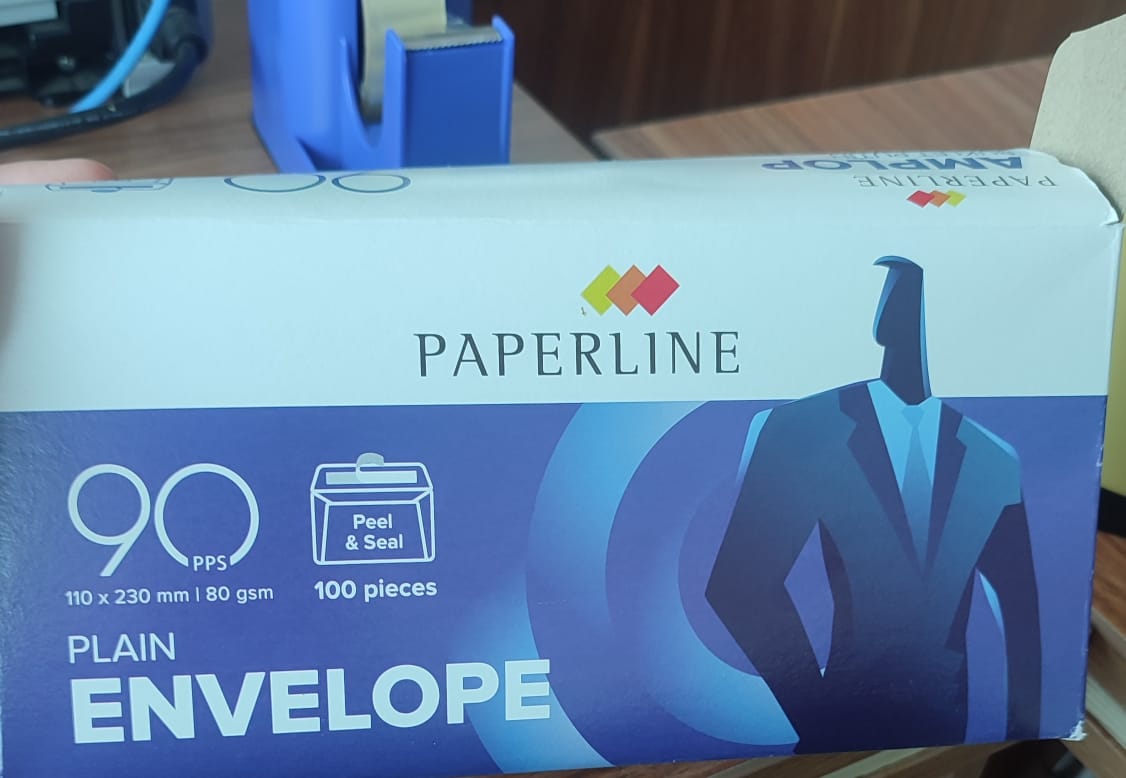 PAPERLINE
AMPLOP
PAPERLINE
90
PPS
110 x 230 mm | 80 gsm
Peel
& Seal
100 pieces
PLAIN
ENVELOPE